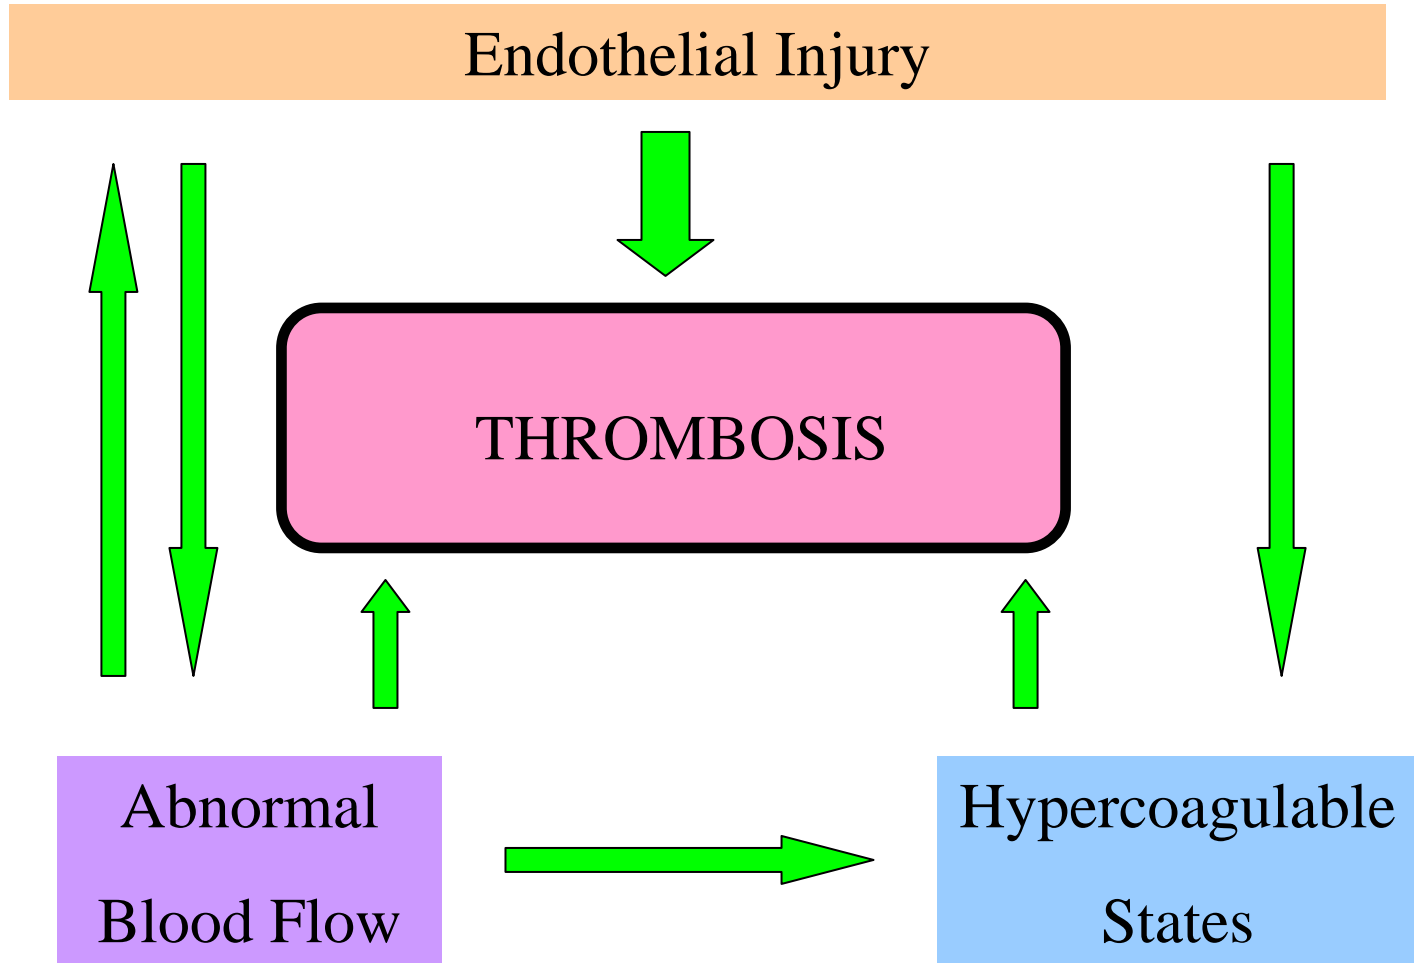 Endothelial Injury
THROMBOSIS
Abnormal
Blood Flow
Hypercoagulable
States